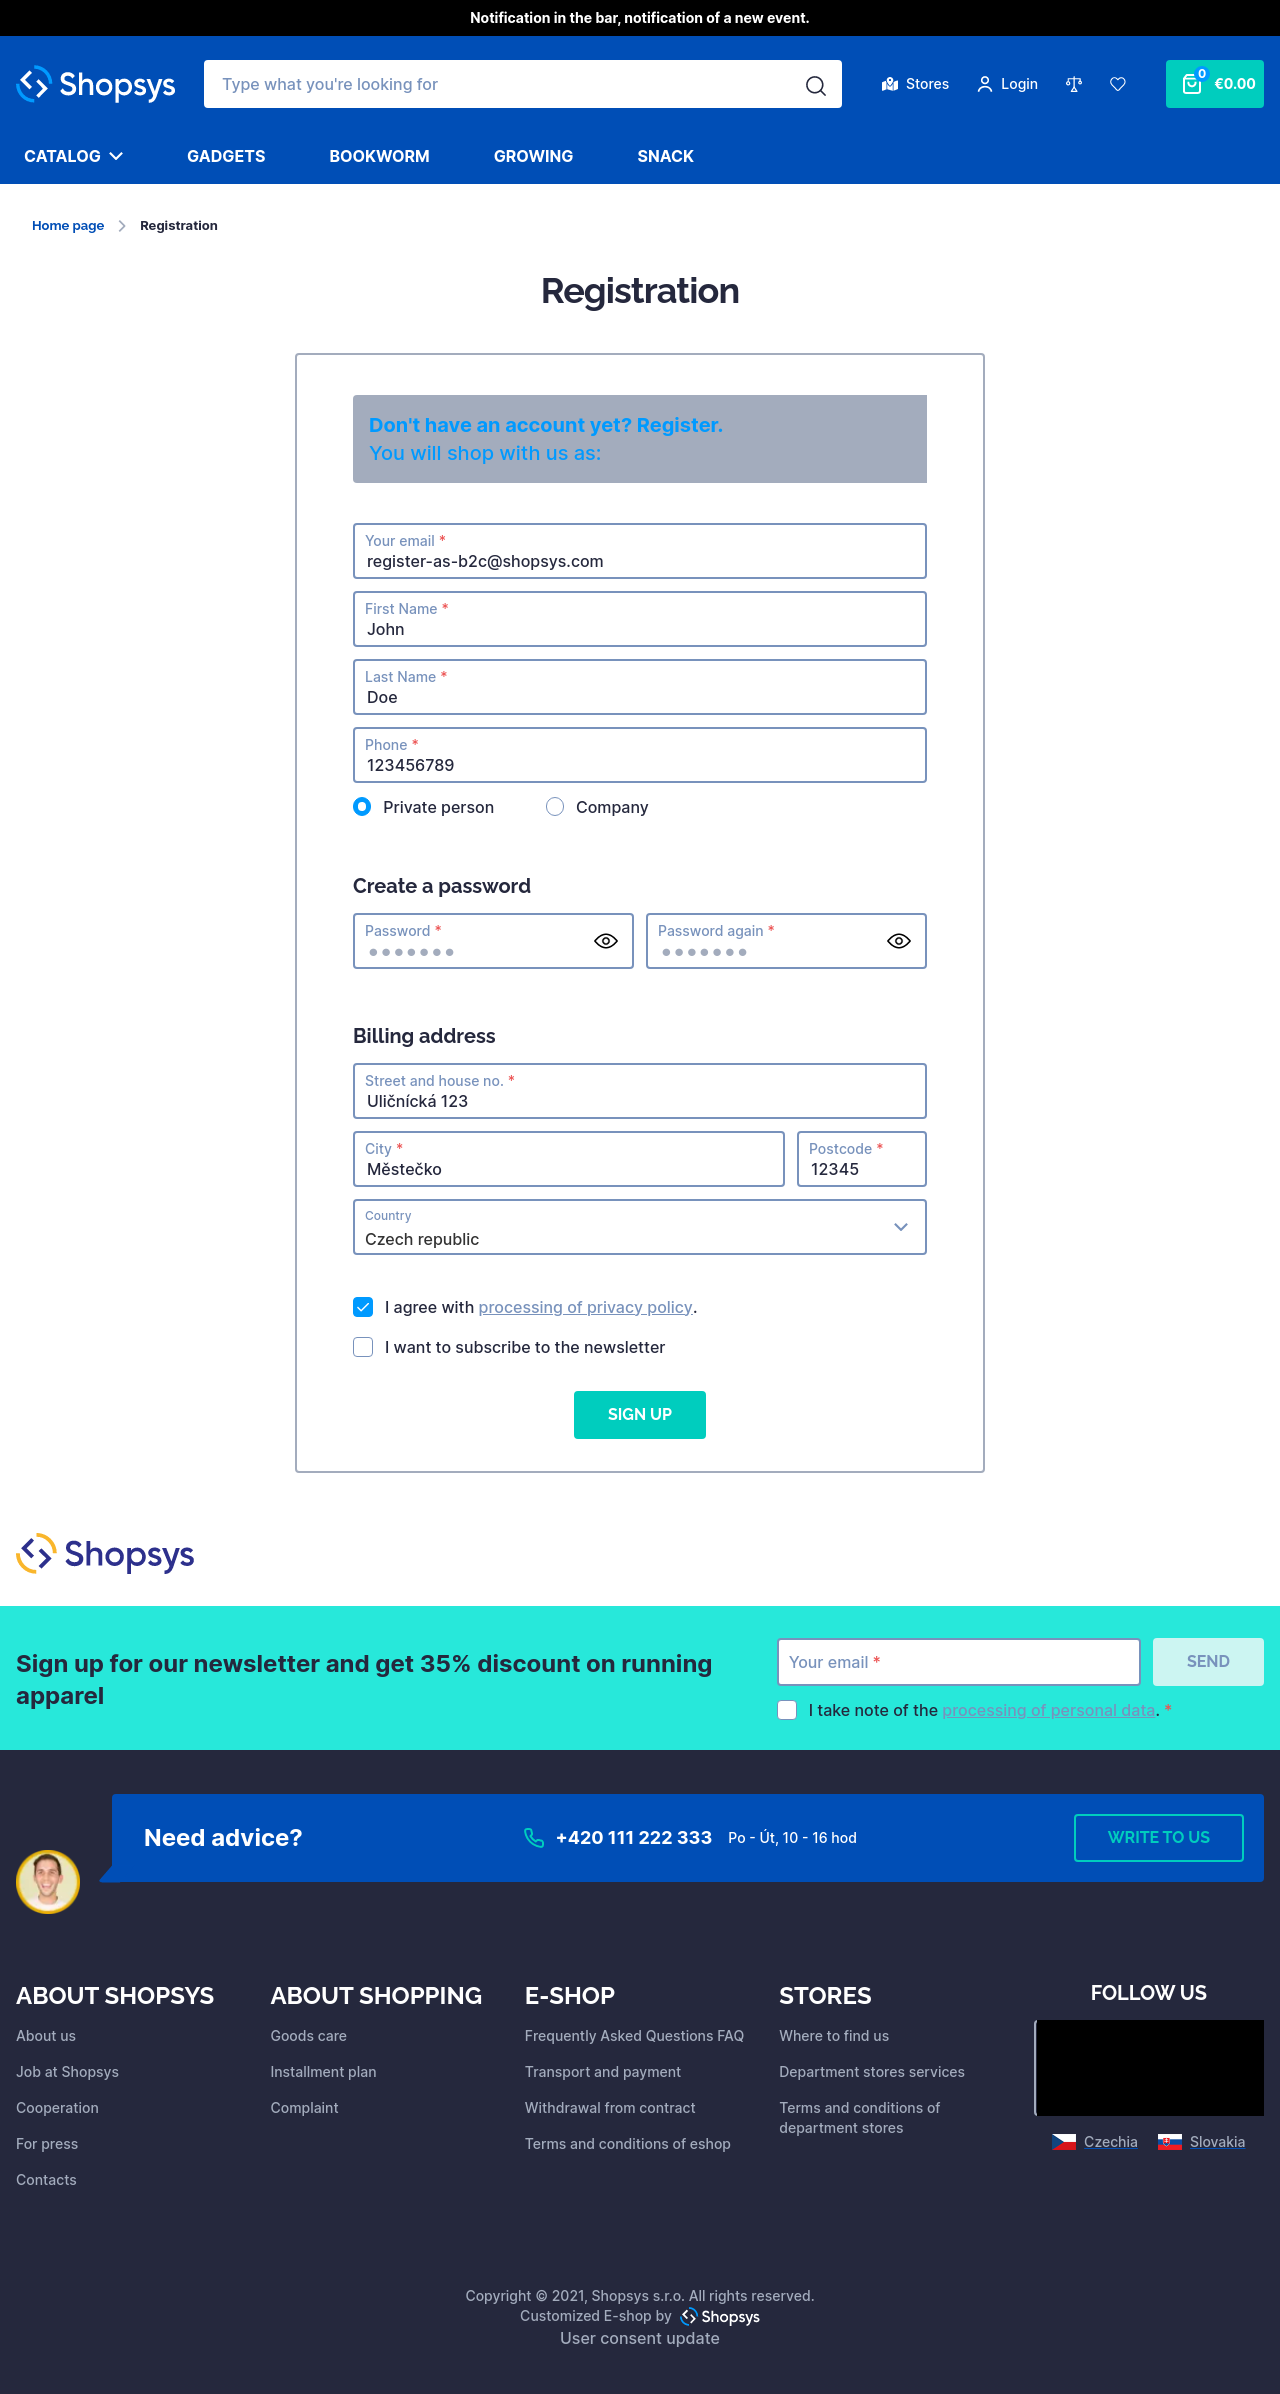 Notification in the bar, notification of a new event.
Shopsys
Type what you're looking for
Stores
Login
0
€0.00
CATALOG
GADGETS
BOOKWORM
GROWING
SNACK
Home page
Registration
Registration
Don't have an account yet? Register.
You will shop with us as:
Your email *
register-as-b2c@shopsys.com
First Name *
John
Last Name *
Doe
Phone *
123456789
Private person
Company
Create a password
Password *
Password again *
Billing address
Street and house no. *
Uličnícká 123
City *
Městečko
Postcode *
12345
Country
Czech republic
I agree with processing of privacy policy.
I want to subscribe to the newsletter
SIGN UP
Shopsys
Sign up for our newsletter and get 35% discount on running
apparel
Your email *
SEND
I take note of the processing of personal data. *
Need advice?
+420 111 222 333
Po - Út, 10 - 16 hod
WRITE TO US
ABOUT SHOPSYS
About us
Job at Shopsys
Cooperation
For press
Contacts
ABOUT SHOPPING
Goods care
Installment plan
Complaint
E-SHOP
Frequently Asked Questions FAQ
Transport and payment
Withdrawal from contract
Terms and conditions of eshop
STORES
Where to find us
Department stores services
Terms and conditions of
department stores
FOLLOW US
Czechia
Slovakia
Copyright © 2021, Shopsys s.r.o. All rights reserved.
Customized E-shop by Shopsys
User consent update